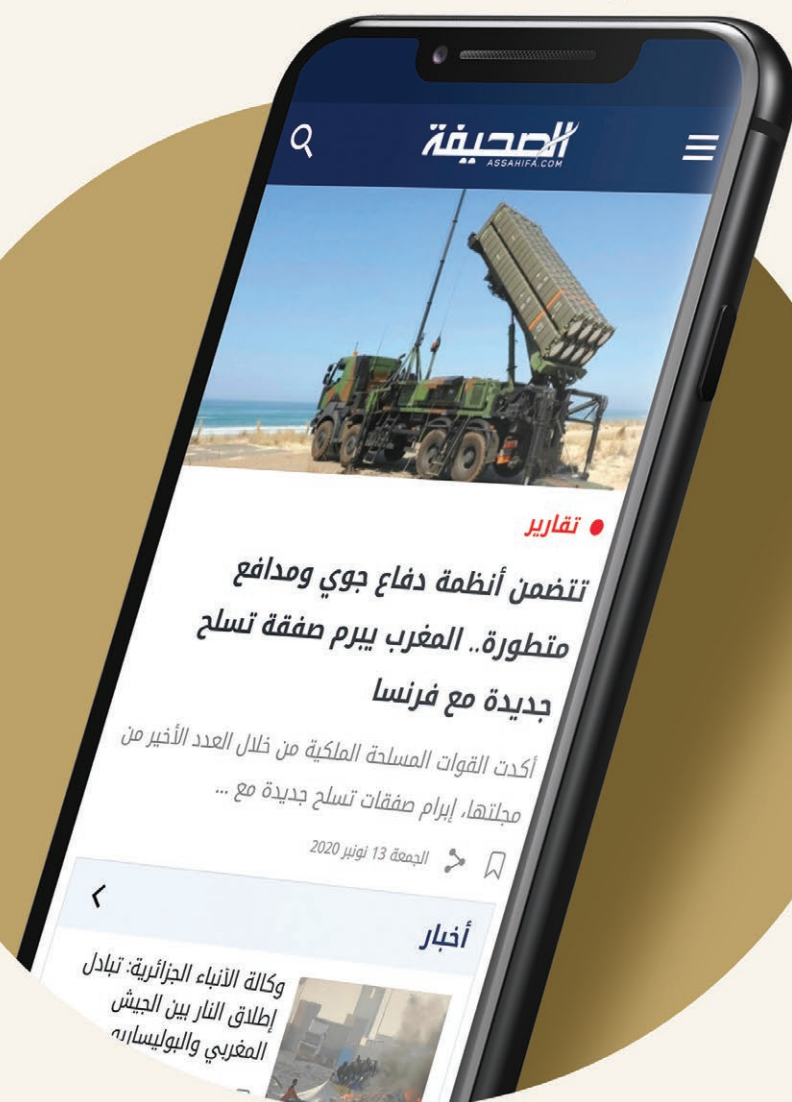 الصحيفة
ASSAHIFA.COM
تقارير
تتضمن أنظمة دفاع جوي ومدافع
متطورة.. المغرب يبرم صفقة تسلح
جديدة مع فرنسا
أكدت القوات المسلحة الملكية من خلال العدد الأخير من
مجلتها، إبرام صفقات تسلح جديدة مع ...
الجمعة 13 نونبر 2020
أخبار
وكالة الأنباء الجزائرية: تبادل
إطلاق النار بين الجيش
المغربي والبوليساريو